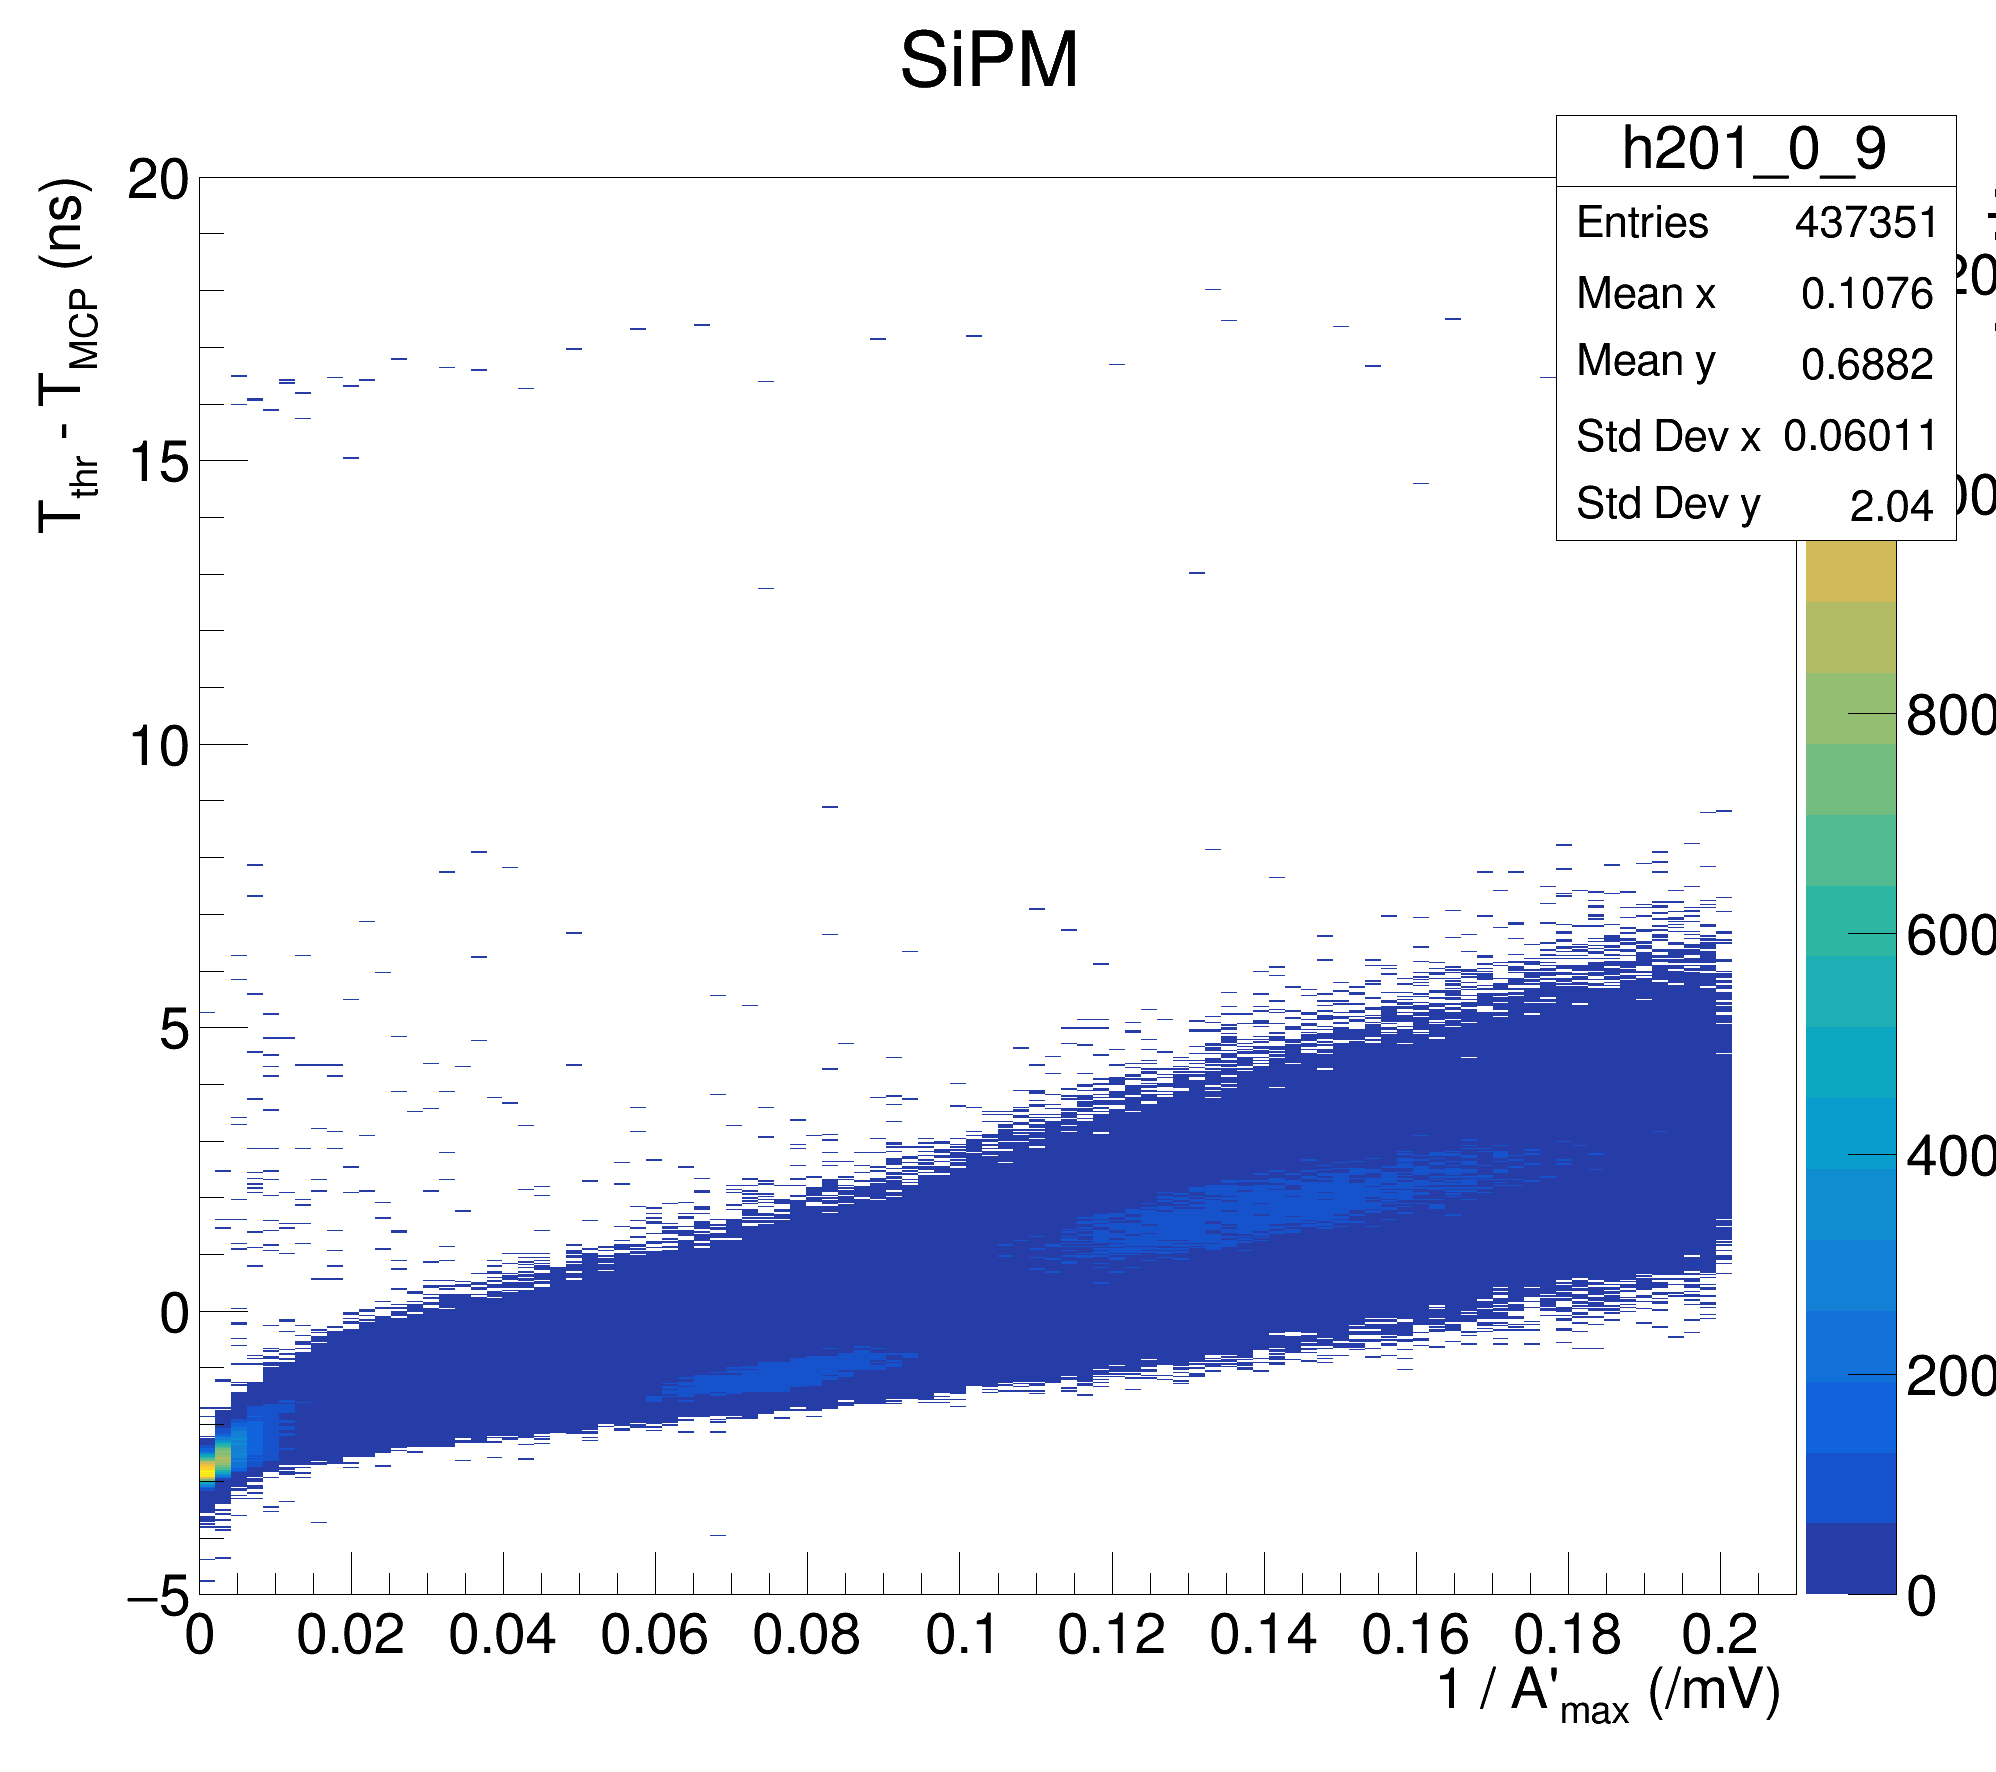 SiPM
h201_0_9
Entries 437351
Mean x 0.1076
Mean y 0.6882
Std Dev x 0.06011
Std Dev y 2.04
T_thr - T_MCP (ns)
20
15
10
5
0
−5
0 0.02 0.04 0.06 0.08 0.1 0.12 0.14 0.16 0.18 0.2
1 / A'_max (/mV)
800
600
400
200
0